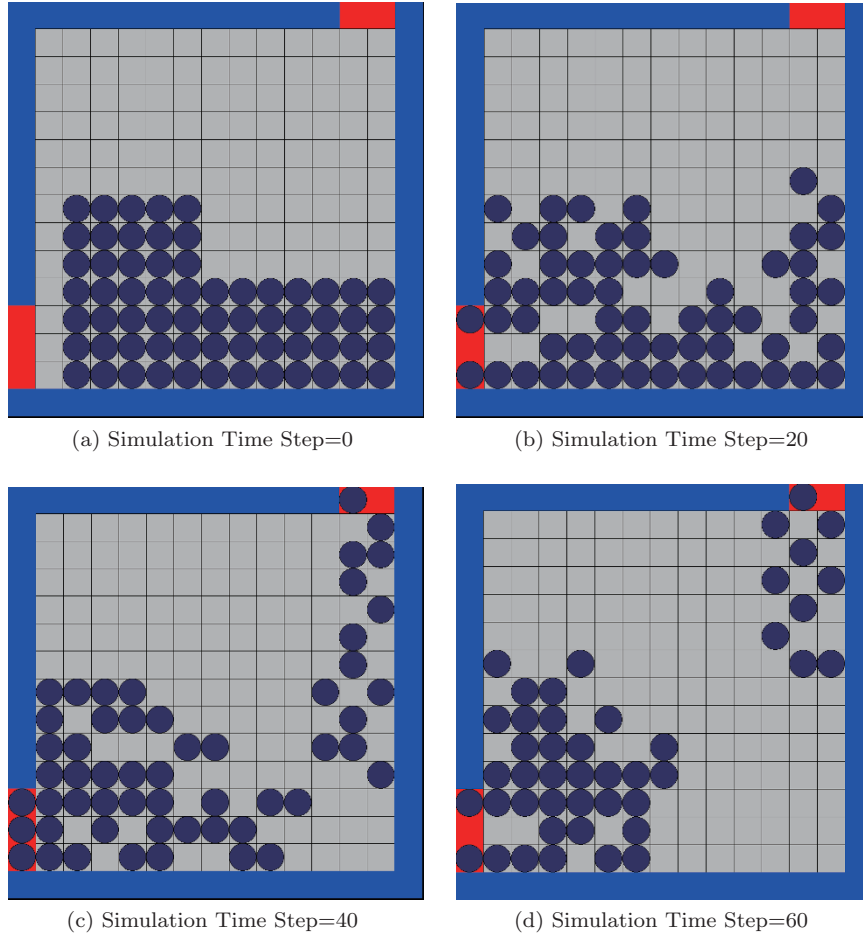 (a) Simulation Time Step=0
(b) Simulation Time Step=20
(c) Simulation Time Step=40
(d) Simulation Time Step=60